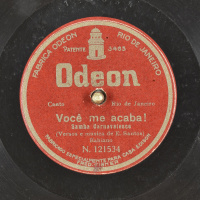 FABRICA ODEON
RIO DE JANEIRO
PATENTE 3465
Odeon
Canto
Rio de Janeiro
Você me acaba!
Samba Carnavalesco
(Versos e musica de E. Santos)
N. 121534